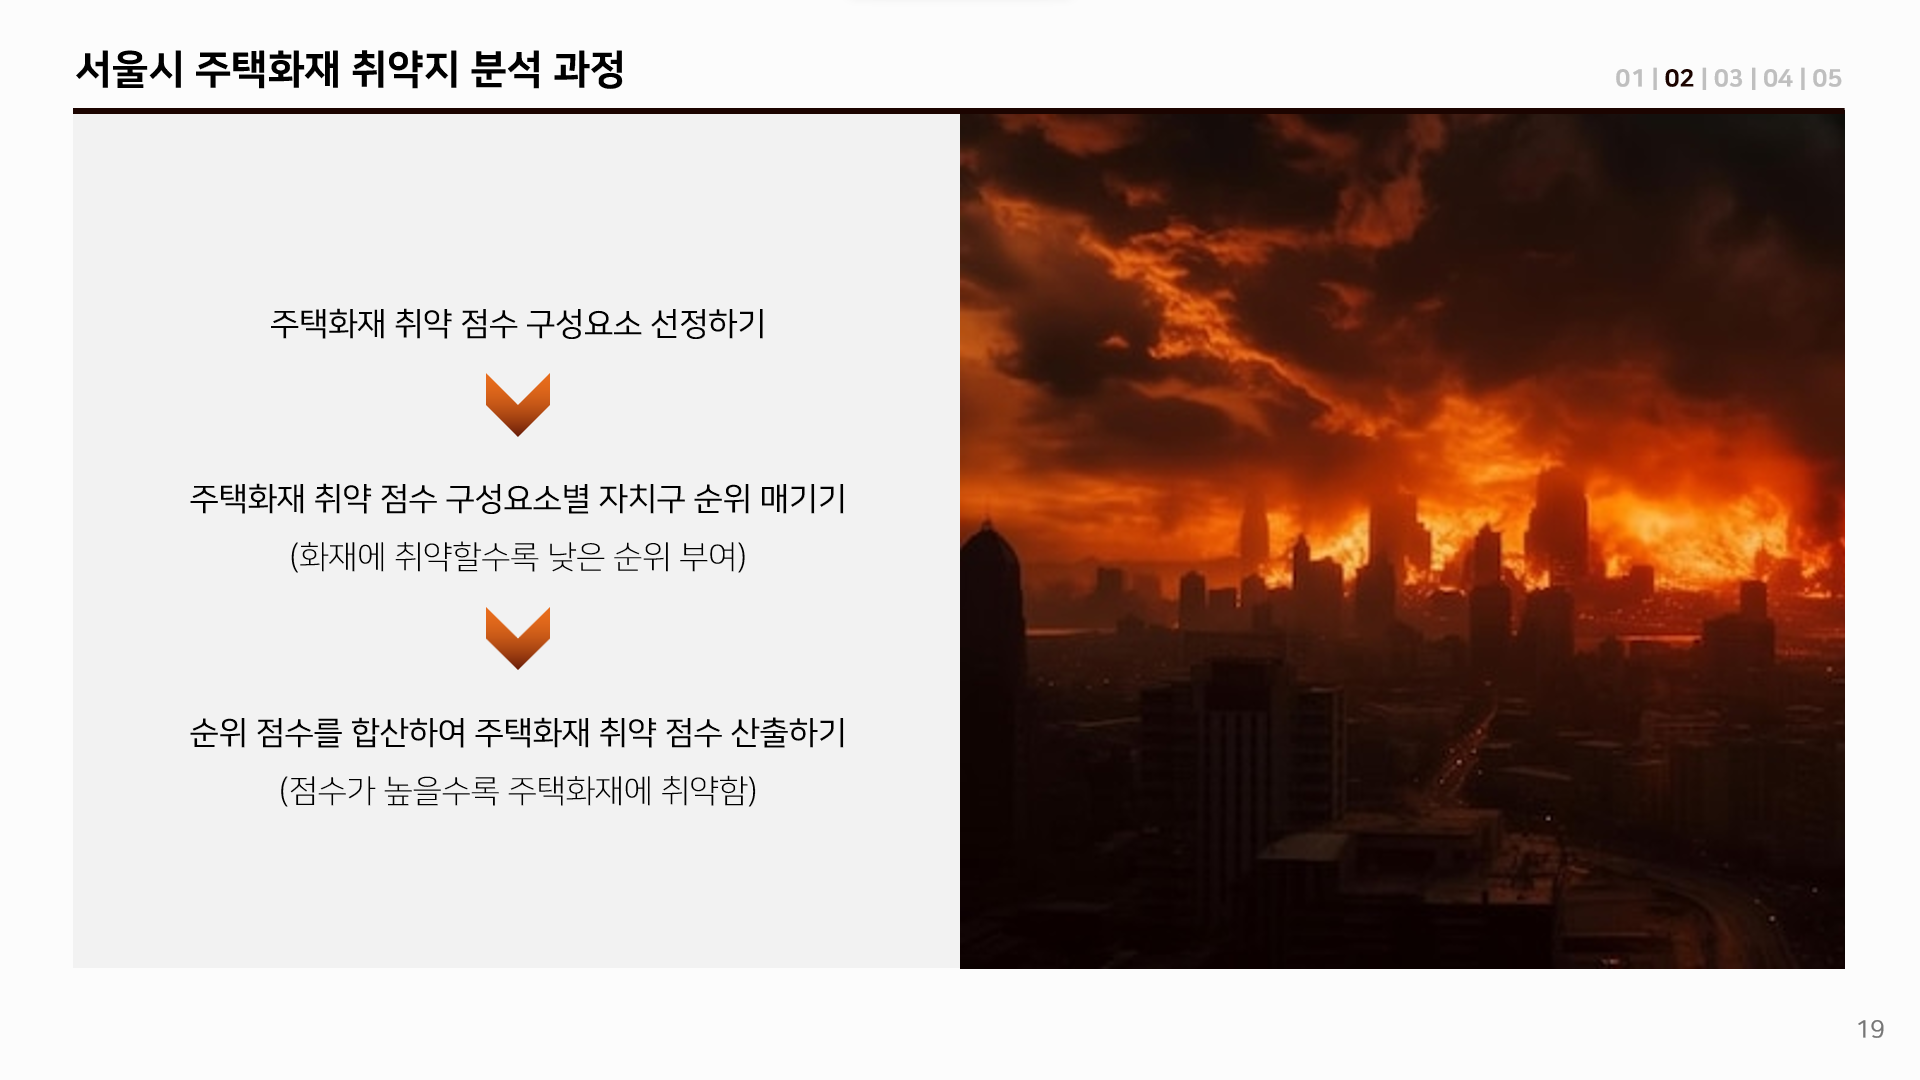 서울시 주택화재 취약지 분석 과정
01 | 02 | 03 | 04 | 05
주택화재 취약 점수 구성요소 선정하기
주택화재 취약 점수 구성요소별 자치구 순위 매기기
(화재에 취약할수록 낮은 순위 부여)
순위 점수를 합산하여 주택화재 취약 점수 산출하기
(점수가 높을수록 주택화재에 취약함)
19